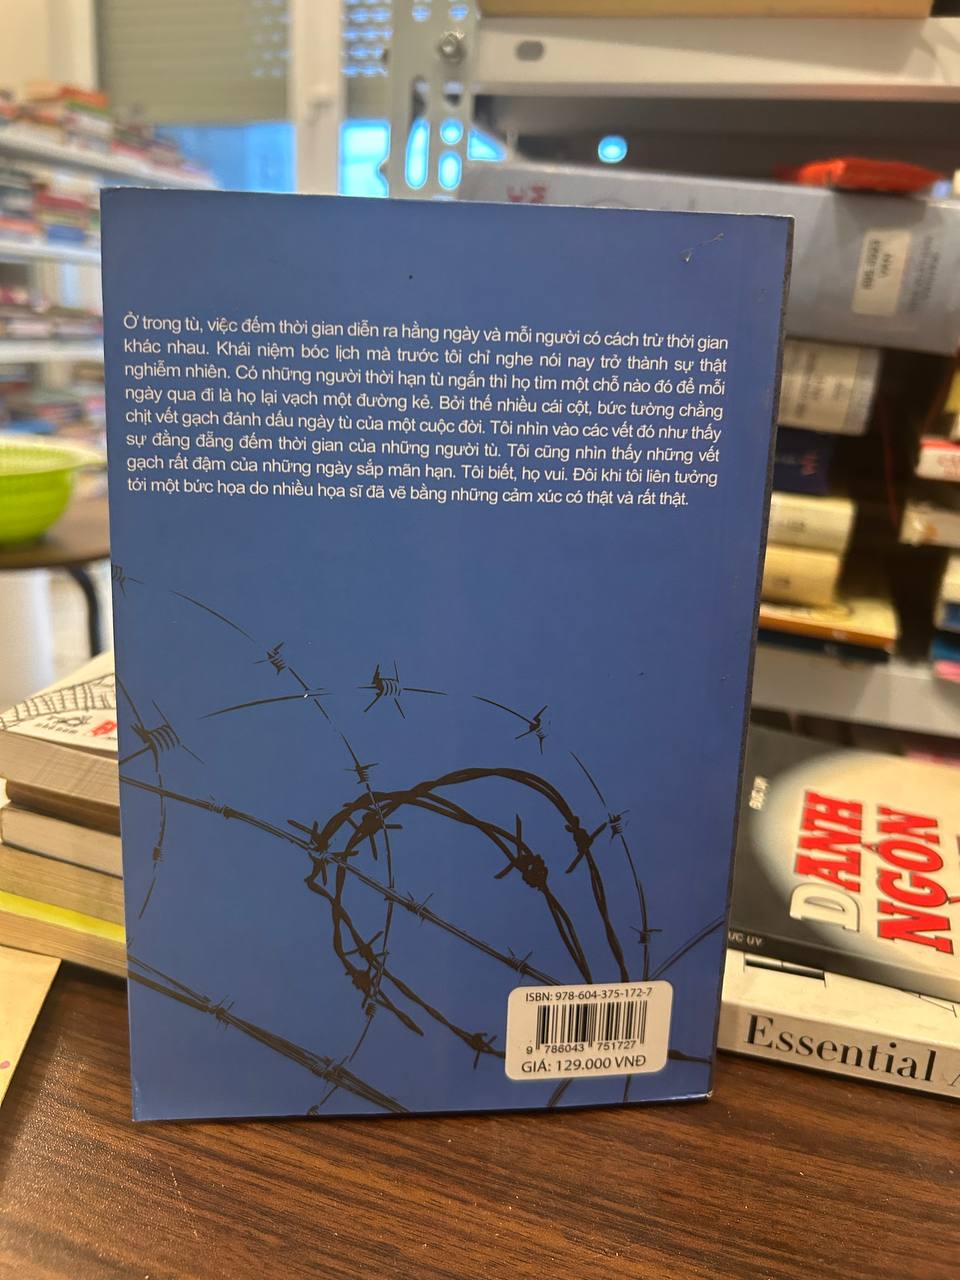 Ở trong tù, việc đếm thời gian diễn ra hằng ngày và mỗi người có cách trừ thời gian
khác nhau. Khái niệm bóc lịch mà trước tôi chỉ nghe nói nay trở thành sự thật
nghiễm nhiên. Có những người thời hạn tù ngắn thì họ tìm một chỗ nào đó để mỗi
ngày qua đi là họ lại vạch một đường kẻ. Bởi thế nhiều cái cột, bức tường chằng
chịt vết gạch đánh dấu ngày tù của một cuộc đời. Tôi nhìn vào các vết đó như thấy
sự đằng đẵng đếm thời gian của những người tù. Tôi cũng nhìn thấy những vết
gạch rất đậm của những ngày sắp mãn hạn. Tôi biết, họ vui. Đôi khi tôi liên tưởng
tới một bức họa do nhiều họa sĩ đã vẽ bằng những cảm xúc có thật và rất thật.
ISBN: 978-604-375-172-7
9 786043 751727
GIÁ: 129.000 VNĐ
DANH
NGÔN
ĐỨC UY
Essential